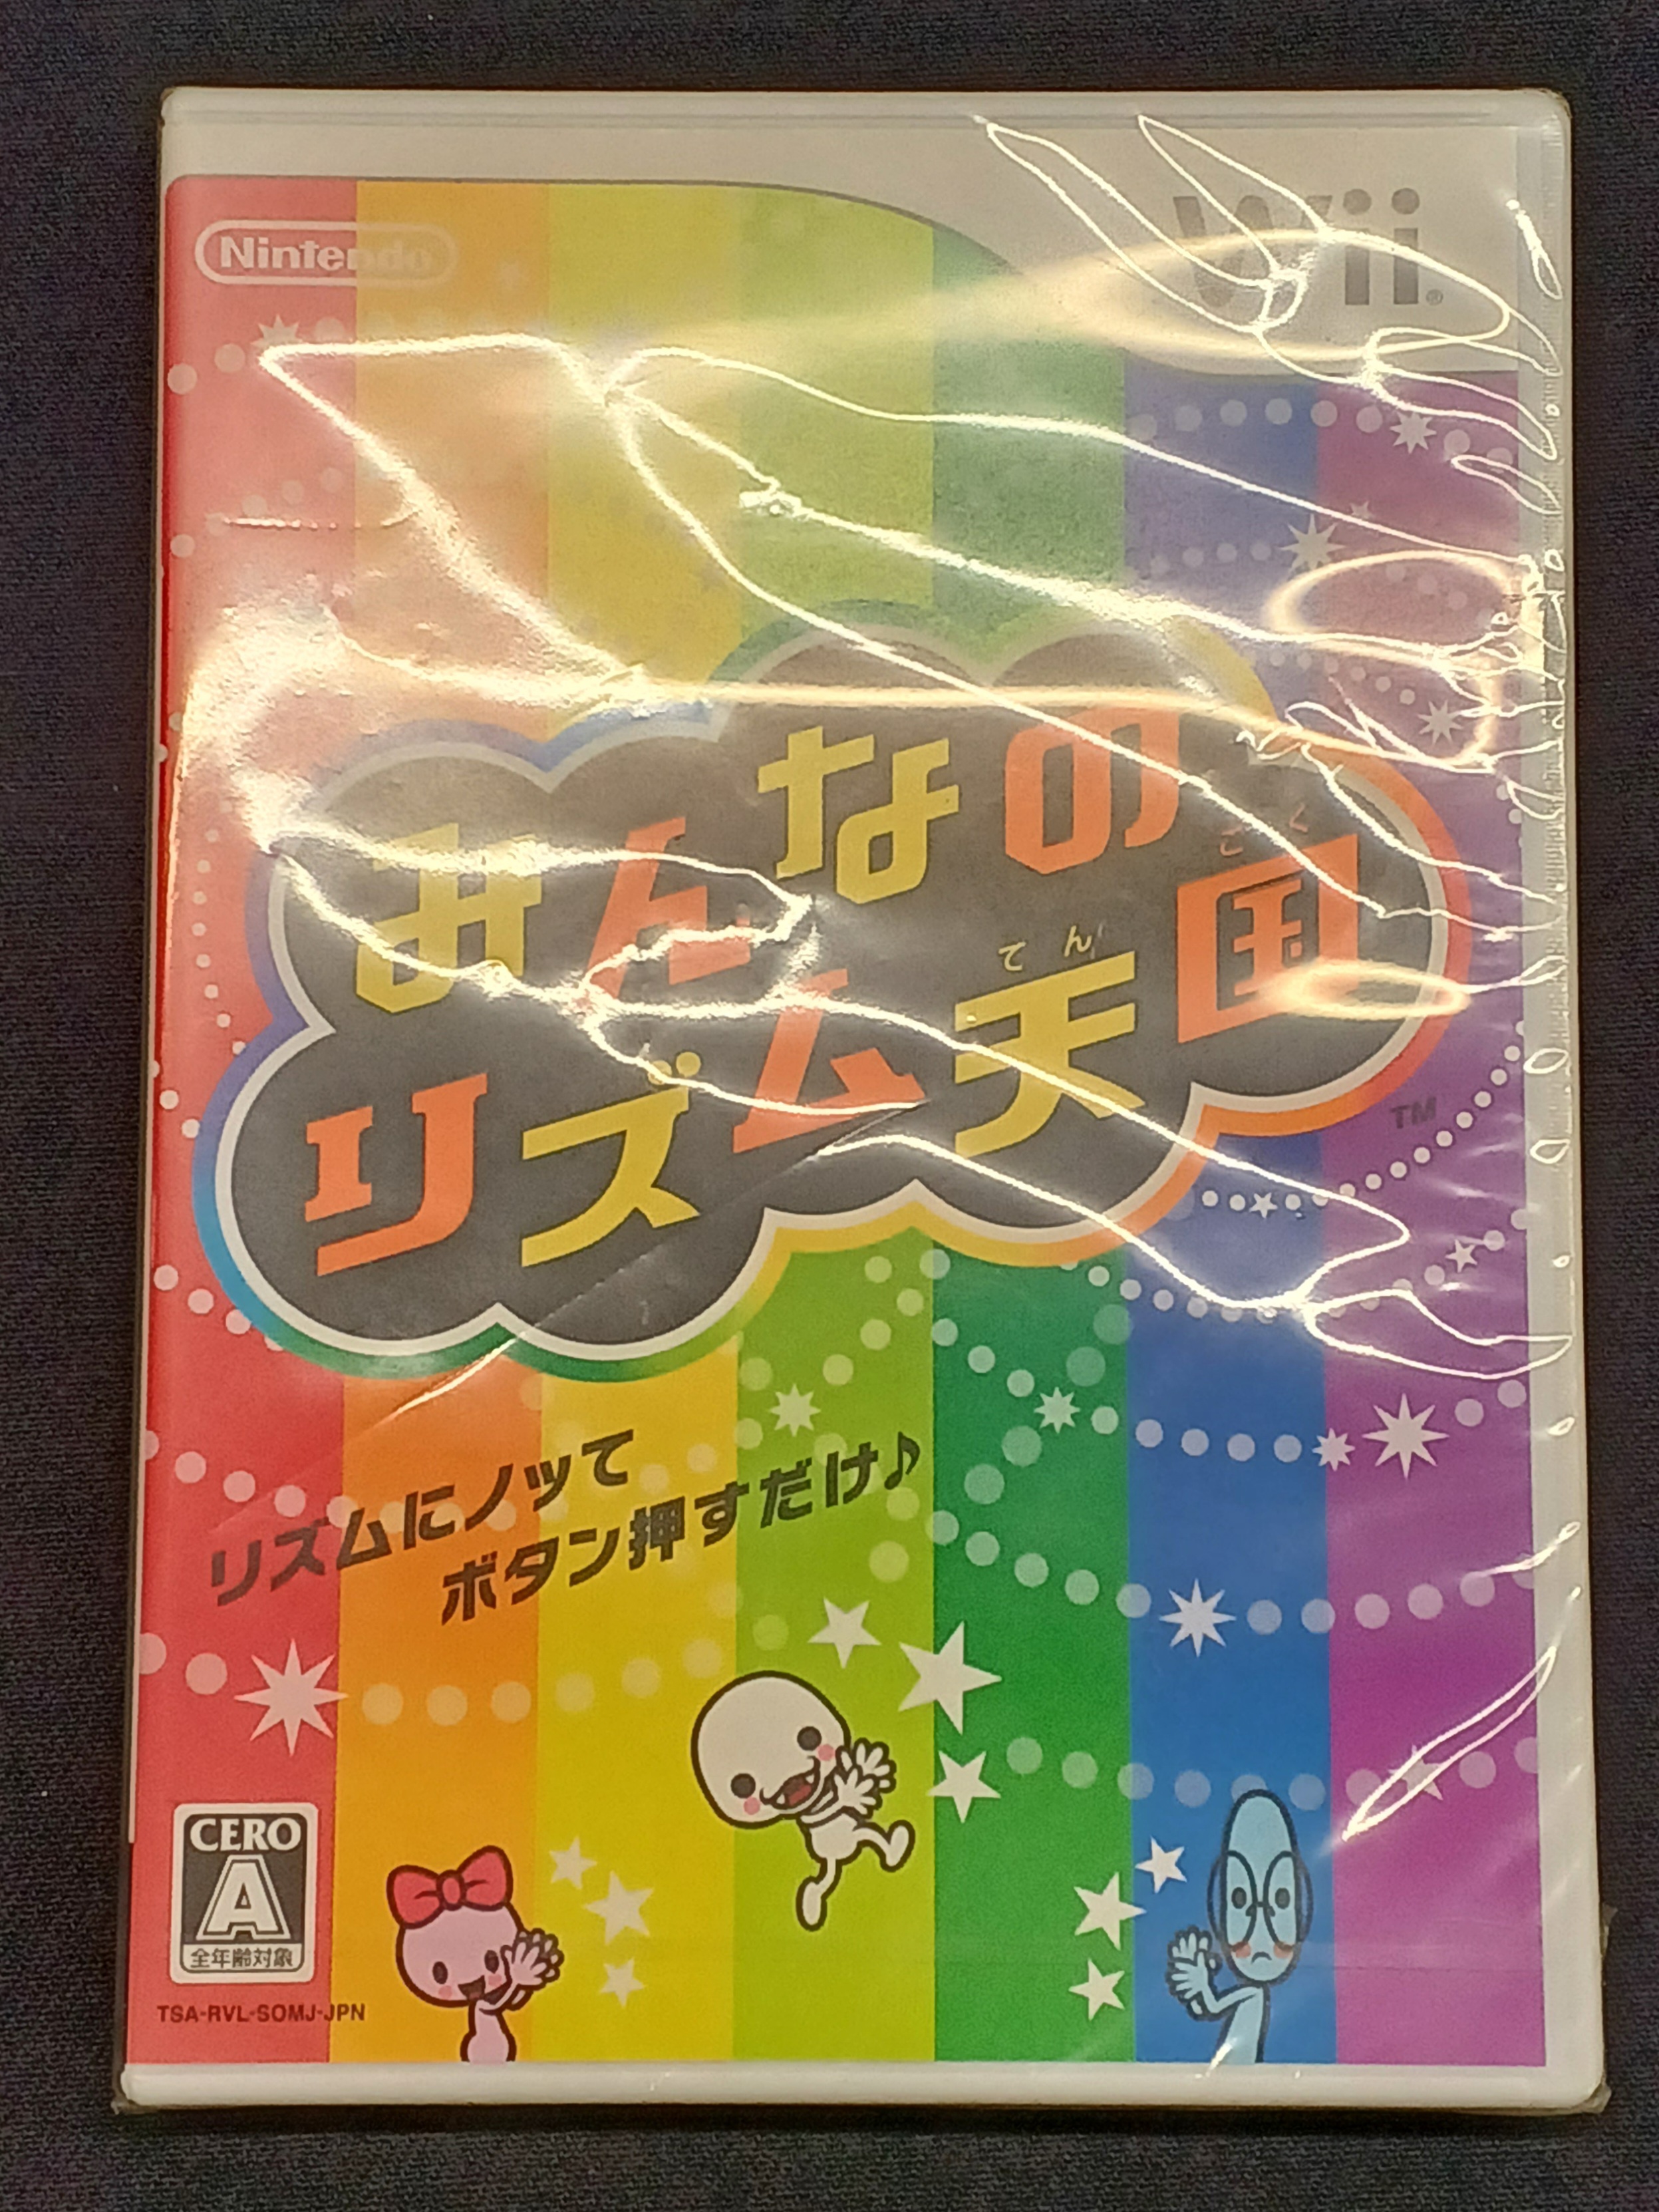 Nintendo
Wii®
みんなの
リズム天国
ごく
てん
TM
リズムにノッて
ボタン押すだけ♪
CERO
A
全年齢対象
TSA-RVL-SOMJ-JPN